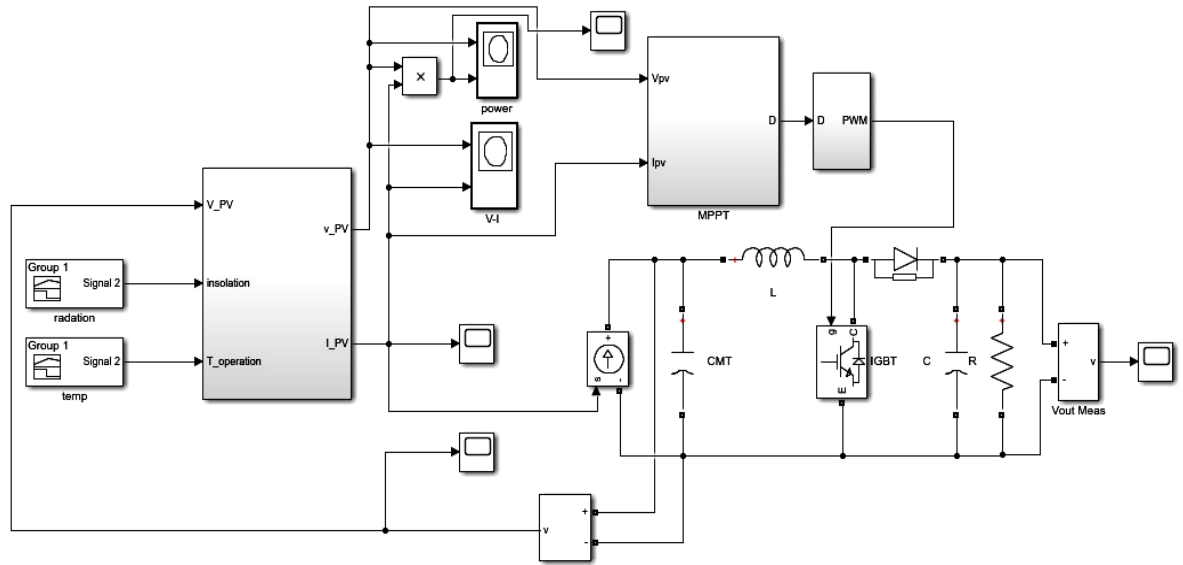 ×
power
V-I
Vpv
Ipv
D
MPPT
D
PWM
V_PV
insolation
T_operation
v_PV
I_PV
Group 1
Signal 2
radation
Group 1
Signal 2
temp
+
s
-
CMT
+
L
g
C
E
IGBT
C
R
+
-
v
Vout Meas
v
+
-